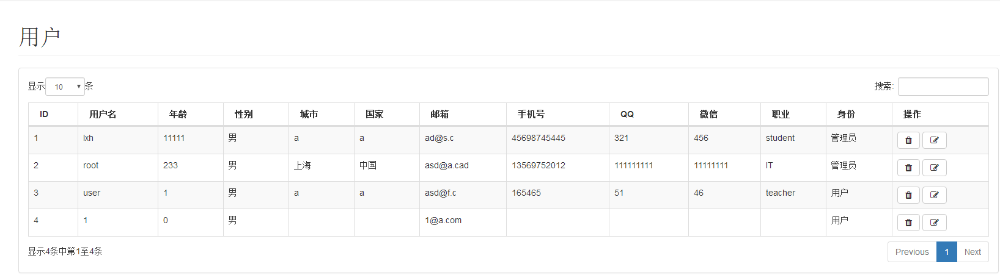 用户
显示 10 条 搜索:
ID 用户名 年龄 性别 城市 国家 邮箱 手机号 QQ 微信 职业 身份 操作
1 lxh 11111 男 a a ad@s.c 45698745445 321 456 student 管理员
2 root 233 男 上海 中国 asd@a.cad 13569752012 111111111 11111111 IT 管理员
3 user 1 男 a a asd@f.c 165465 51 46 teacher 用户
4 1 0 男 1@a.com 用户
显示4条中第1至4条 Previous 1 Next